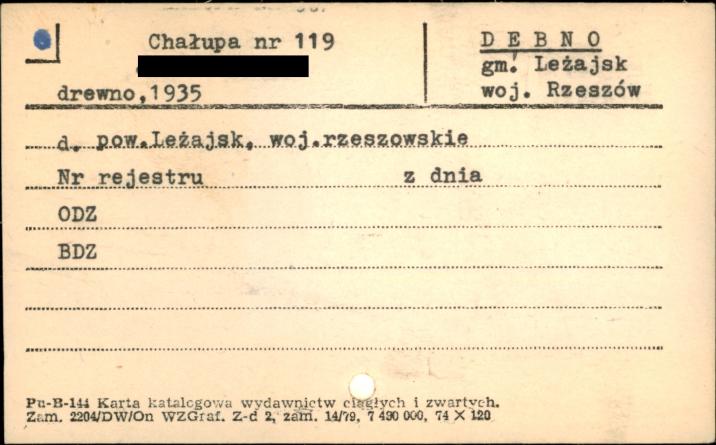 Chałupa nr 119
drewno,1935
DĘBNO
gm. Leżajsk
woj. Rzeszów
d. pow.Leżajsk, woj.rzeszowskie
Nr rejestru z dnia
ODZ
BDZ
Pu-B-144 Karta katalogowa wydawnictw ciągłych i zwartych.
Zam. 2204/DW/On WZGraf. Z-d 2, zam. 14/79, 7 490 000, 74 X 120